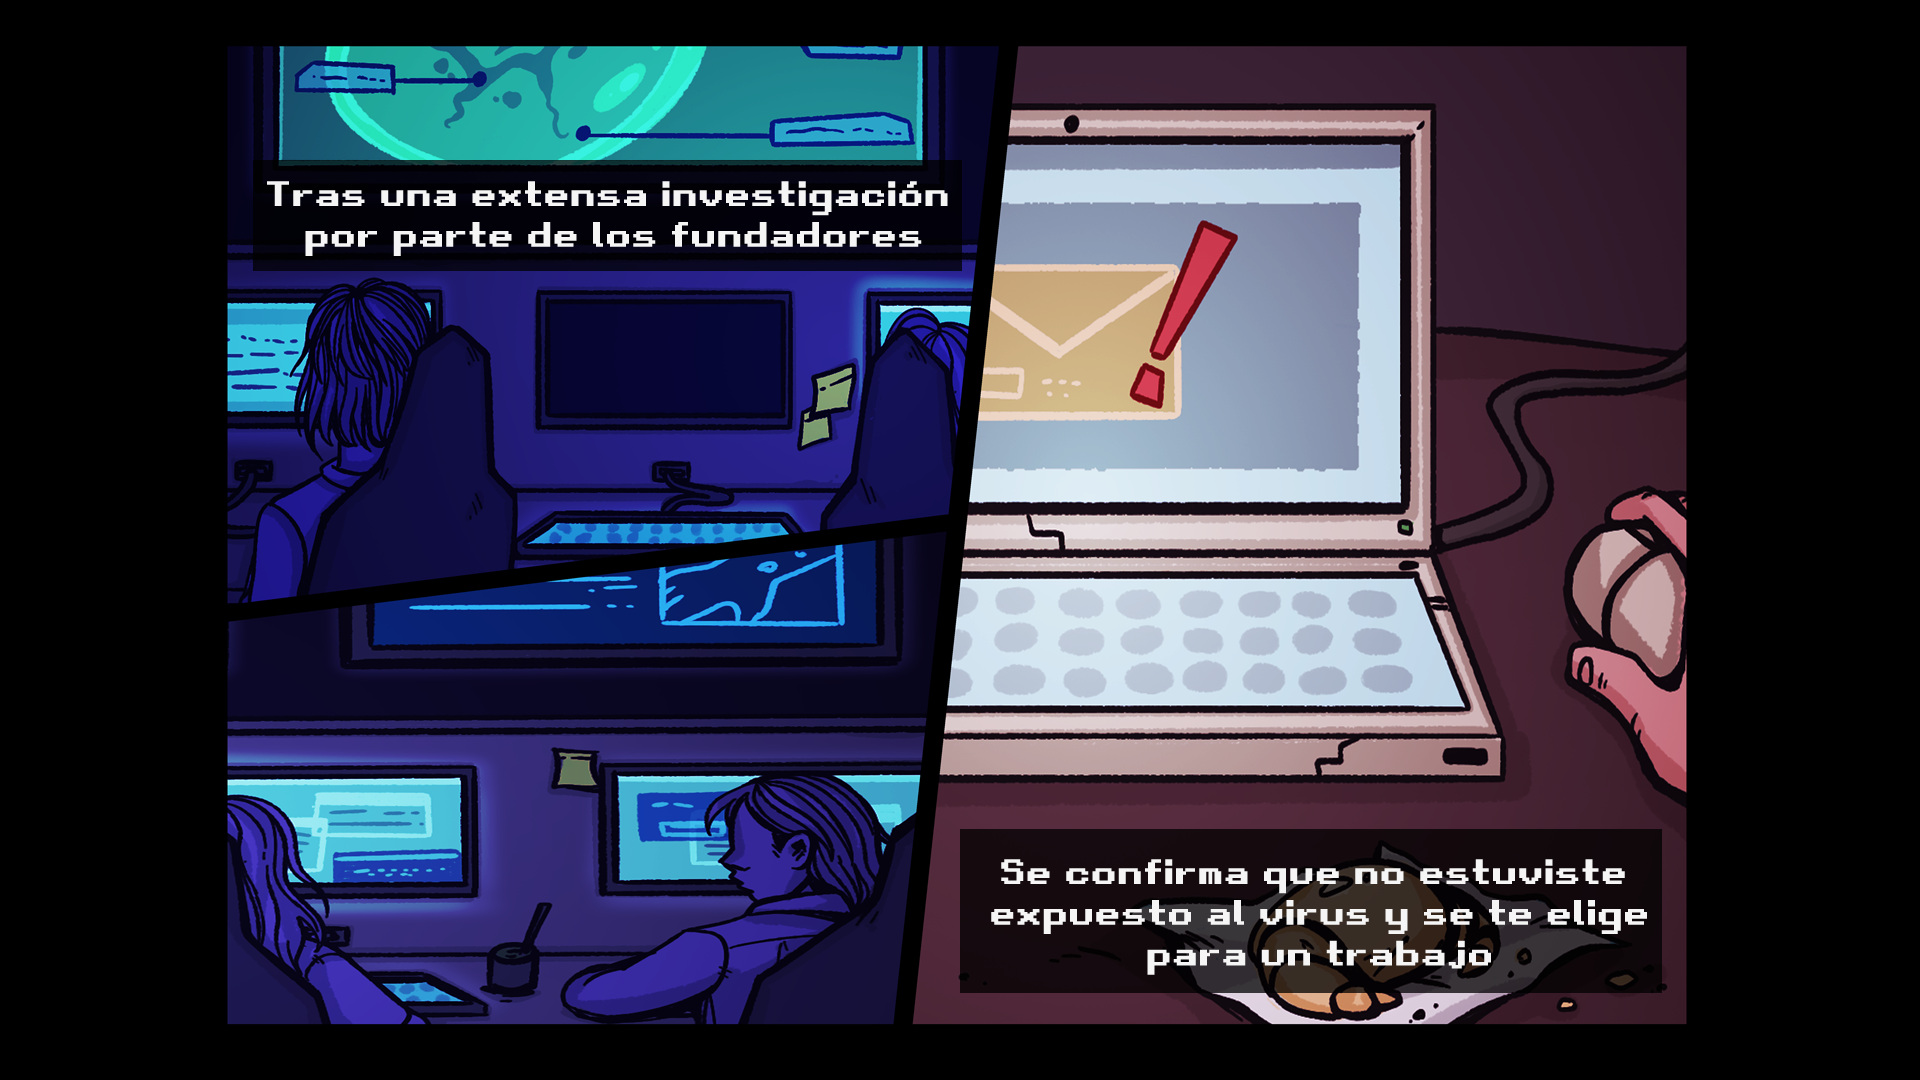 Tras una extensa investigación
por parte de los fundadores
Se confirma que no estuviste
expuesto al virus y se te elige
para un trabajo